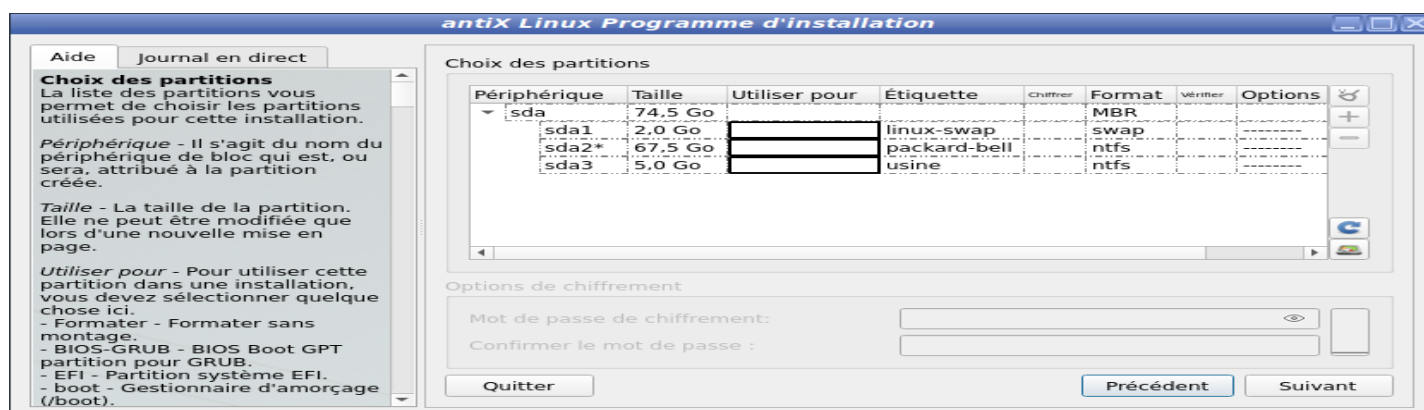 antiX Linux Programme d'installation
Aide
Journal en direct
Choix des partitions
La liste des partitions vous
permet de choisir les partitions
utilisées pour cette installation.
Périphérique - Il s'agit du nom du
périphérique de bloc qui est, ou
sera, attribué à la partition
créée.
Taille - La taille de la partition.
Elle ne peut être modifiée que
lors d'une nouvelle mise en
page.
Utiliser pour - Pour utiliser cette
partition dans une installation,
vous devez sélectionner quelque
chose ici.
- Formater - Formater sans
montage.
- BIOS-GRUB - BIOS Boot GPT
partition pour GRUB.
- EFI - Partition système EFI.
- boot - Gestionnaire d'amorçage
(/boot).
Choix des partitions
Périphérique Taille Utiliser pour Étiquette Chiffrer Format Vérifier Options
sda 74,5 Go MBR
sda1 2,0 Go linux-swap swap --------
sda2* 67,5 Go packard-bell ntfs --------
sda3 5,0 Go usine ntfs --------
Options de chiffrement
Mot de passe de chiffrement:
Confirmer le mot de passe :
Quitter
Précédent
Suivant